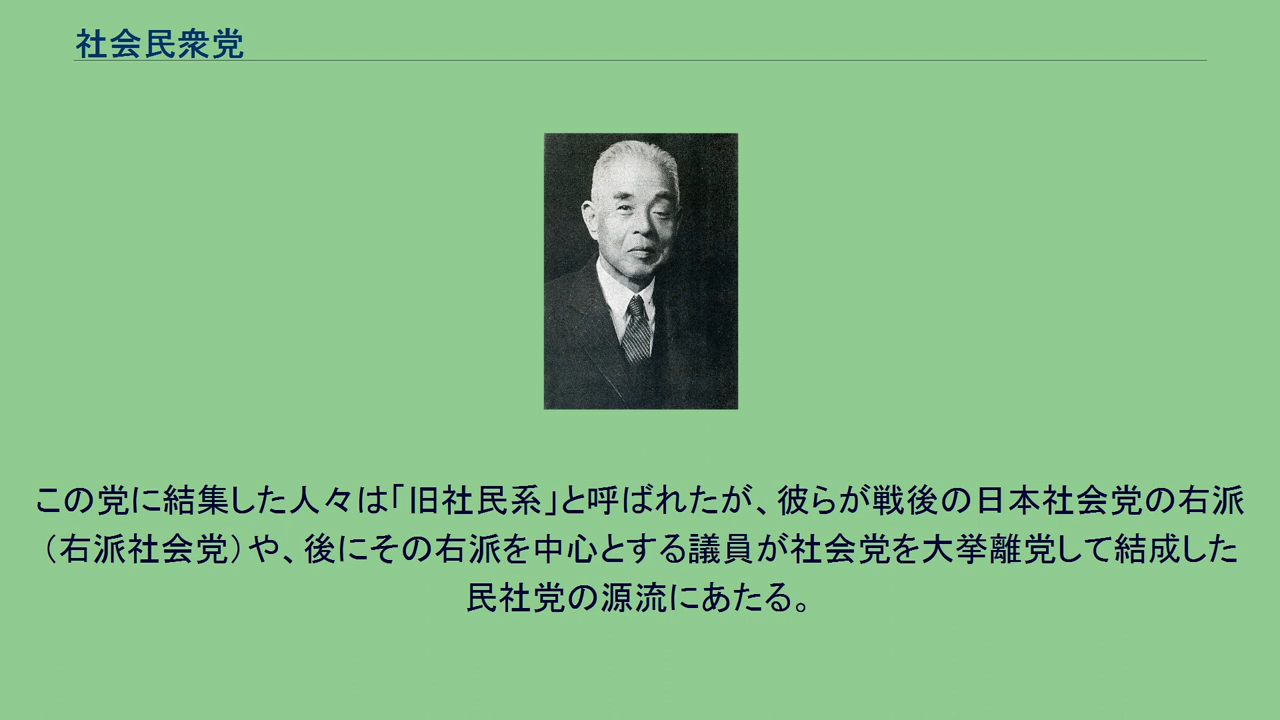 社会民衆党
この党に結集した人々は「旧社民系」と呼ばれたが、彼らが戦後の日本社会党の右派
（右派社会党）や、後にその右派を中心とする議員が社会党を大挙離党して結成した
民社党の源流にあたる。